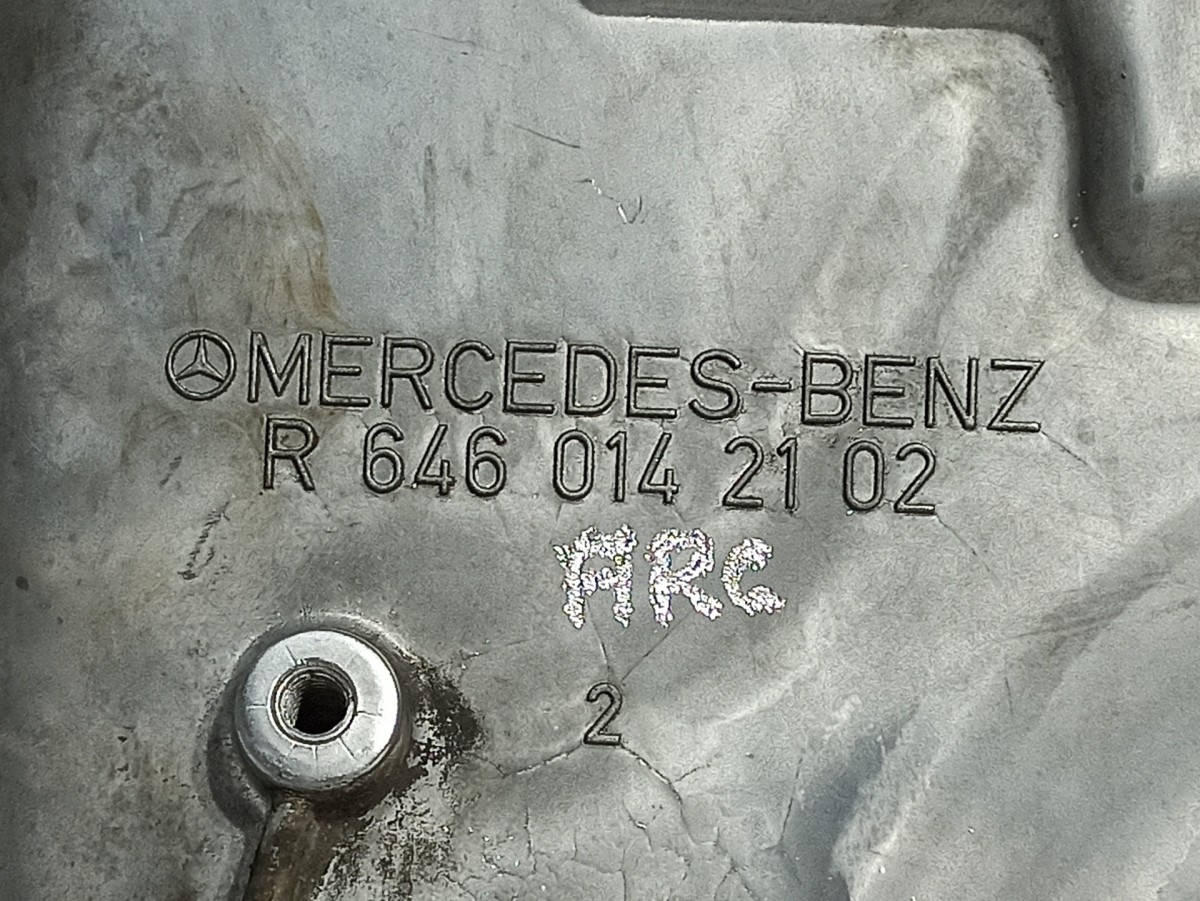 MERCEDES-BENZ
R 646 014 21 02
ARC
2